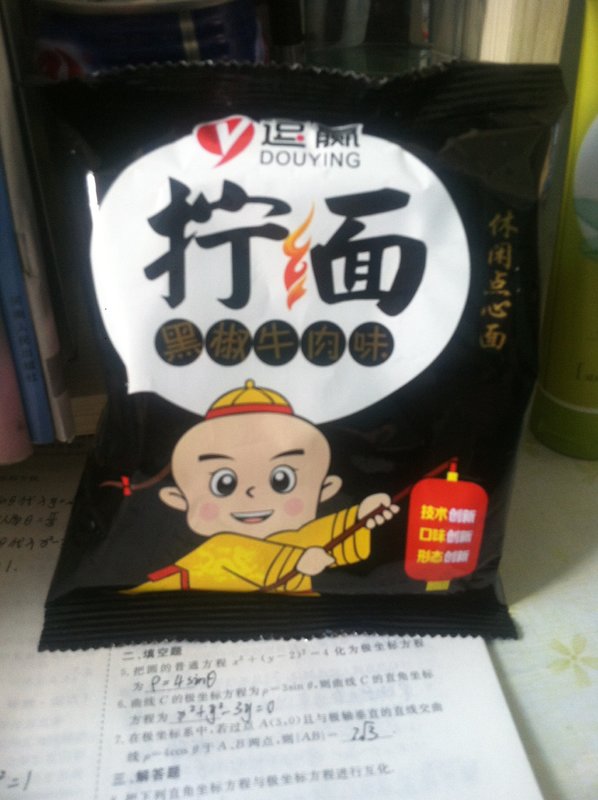 逗赢
DOUYING
拧面
黑椒牛肉味
休闲点心面
技术创新
口味创新
形态创新
二、填空题
5. 把圆的普通方程 x²+(y-2)²=4 化为极坐标方程
为 ρ=4sinθ
6. 曲线 C 的极坐标方程为 ρ=3sin θ,则曲线 C 的直角坐标
方程为 x²+y²-3y=0
7. 在极坐标系中,若过点 A(3,0)且与极轴垂直的直线交曲
线 ρ=4cos θ 于 A、B 两点,则|AB|= 2√3 .
三、解答题
8. 把下列直角坐标方程与极坐标方程进行互化.